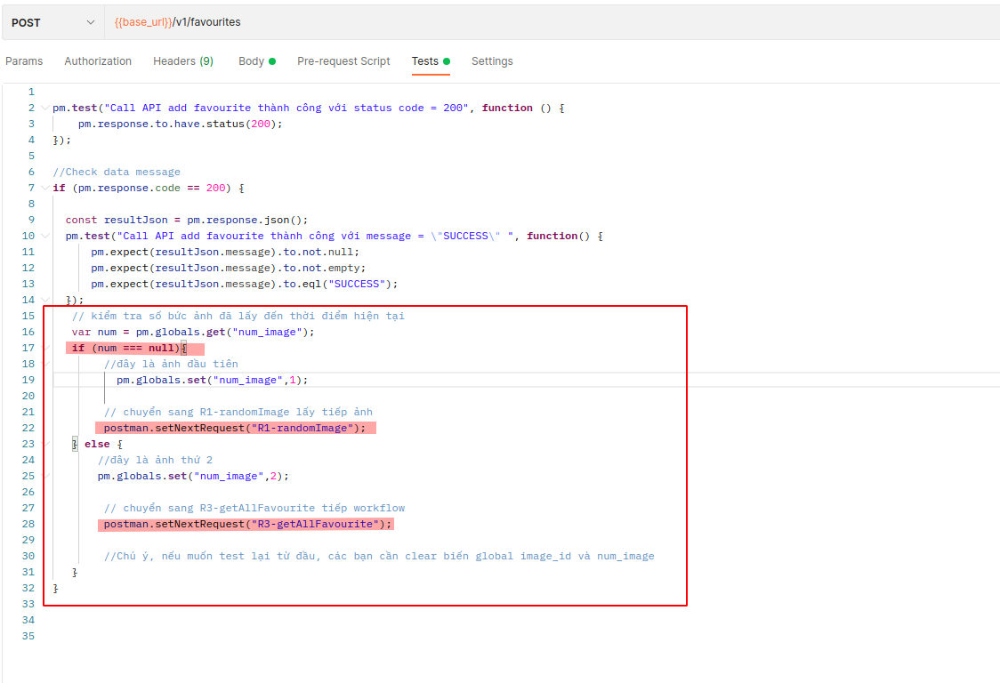 POST {{base_url}}/v1/favourites
Params Authorization Headers (9) Body Pre-request Script Tests Settings
1
2 pm.test("Call API add favourite thành công với status code = 200", function () {
3 pm.response.to.have.status(200);
4 });
5
6 //Check data message
7 if (pm.response.code == 200) {
8
9 const resultJson = pm.response.json();
10 pm.test("Call API add favourite thành công với message = \"SUCCESS\" ", function() {
11 pm.expect(resultJson.message).to.not.null;
12 pm.expect(resultJson.message).to.not.empty;
13 pm.expect(resultJson.message).to.eql("SUCCESS");
14 });
15 // kiểm tra số bức ảnh đã lấy đến thời điểm hiện tại
16 var num = pm.globals.get("num_image");
17 if (num === null){
18 //đây là ảnh đầu tiên
19 pm.globals.set("num_image",1);
20
21 // chuyển sang R1-randomImage lấy tiếp ảnh
22 postman.setNextRequest("R1-randomImage");
23 } else {
24 //đây là ảnh thứ 2
25 pm.globals.set("num_image",2);
26
27 // chuyển sang R3-getAllFavourite tiếp workflow
28 postman.setNextRequest("R3-getAllFavourite");
29
30 //Chú ý, nếu muốn test lại từ đầu, các bạn cần clear biến global image_id và num_image
31 }
32 }
33
34
35